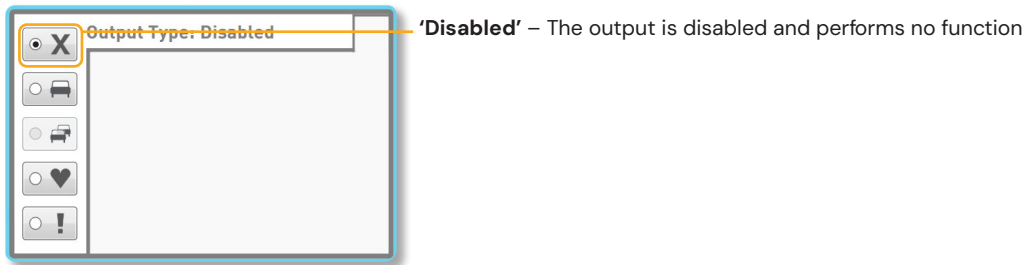 Output Type: Disabled
X
!
‘Disabled’ – The output is disabled and performs no function